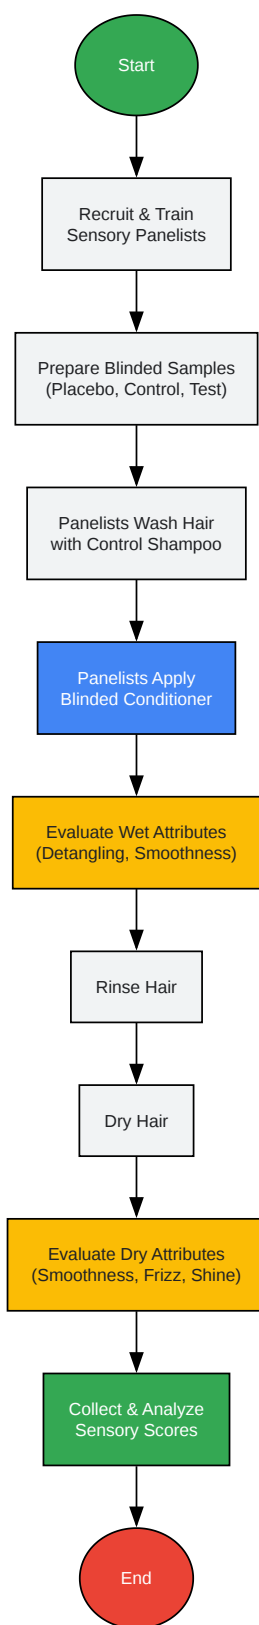 Start
Recruit & Train
Sensory Panelists
Prepare Blinded Samples
(Placebo, Control, Test)
Panelists Wash Hair
with Control Shampoo
Panelists Apply
Blinded Conditioner
Evaluate Wet Attributes
(Detangling, Smoothness)
Rinse Hair
Dry Hair
Evaluate Dry Attributes
(Smoothness, Frizz, Shine)
Collect & Analyze
Sensory Scores
End